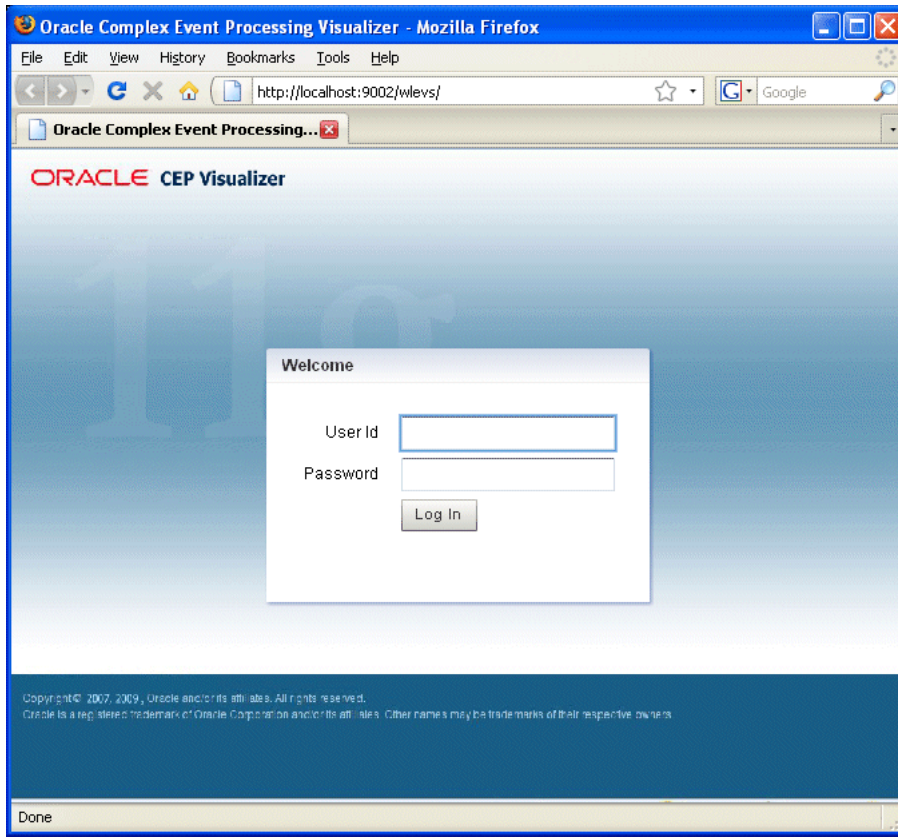 Oracle Complex Event Processing Visualizer - Mozilla Firefox
File Edit View History Bookmarks Tools Help
http://localhost:9002/wlevs/
G Google
Oracle Complex Event Processing...
ORACLE CEP Visualizer
11g
Welcome
User Id
Password
Log In
Copyright© 2007, 2009, Oracle and/or its affiliates. All rights reserved.
Oracle is a registered trademark of Oracle Corporation and/or its affiliates. Other names may be trademarks of their respective owners.
Done